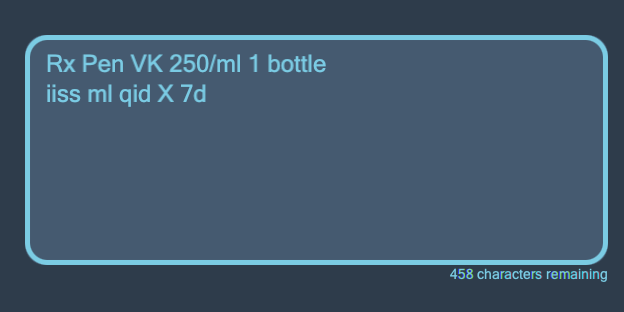 Rx Pen VK 250/ml 1 bottle
iiss ml qid X 7d
458 characters remaining